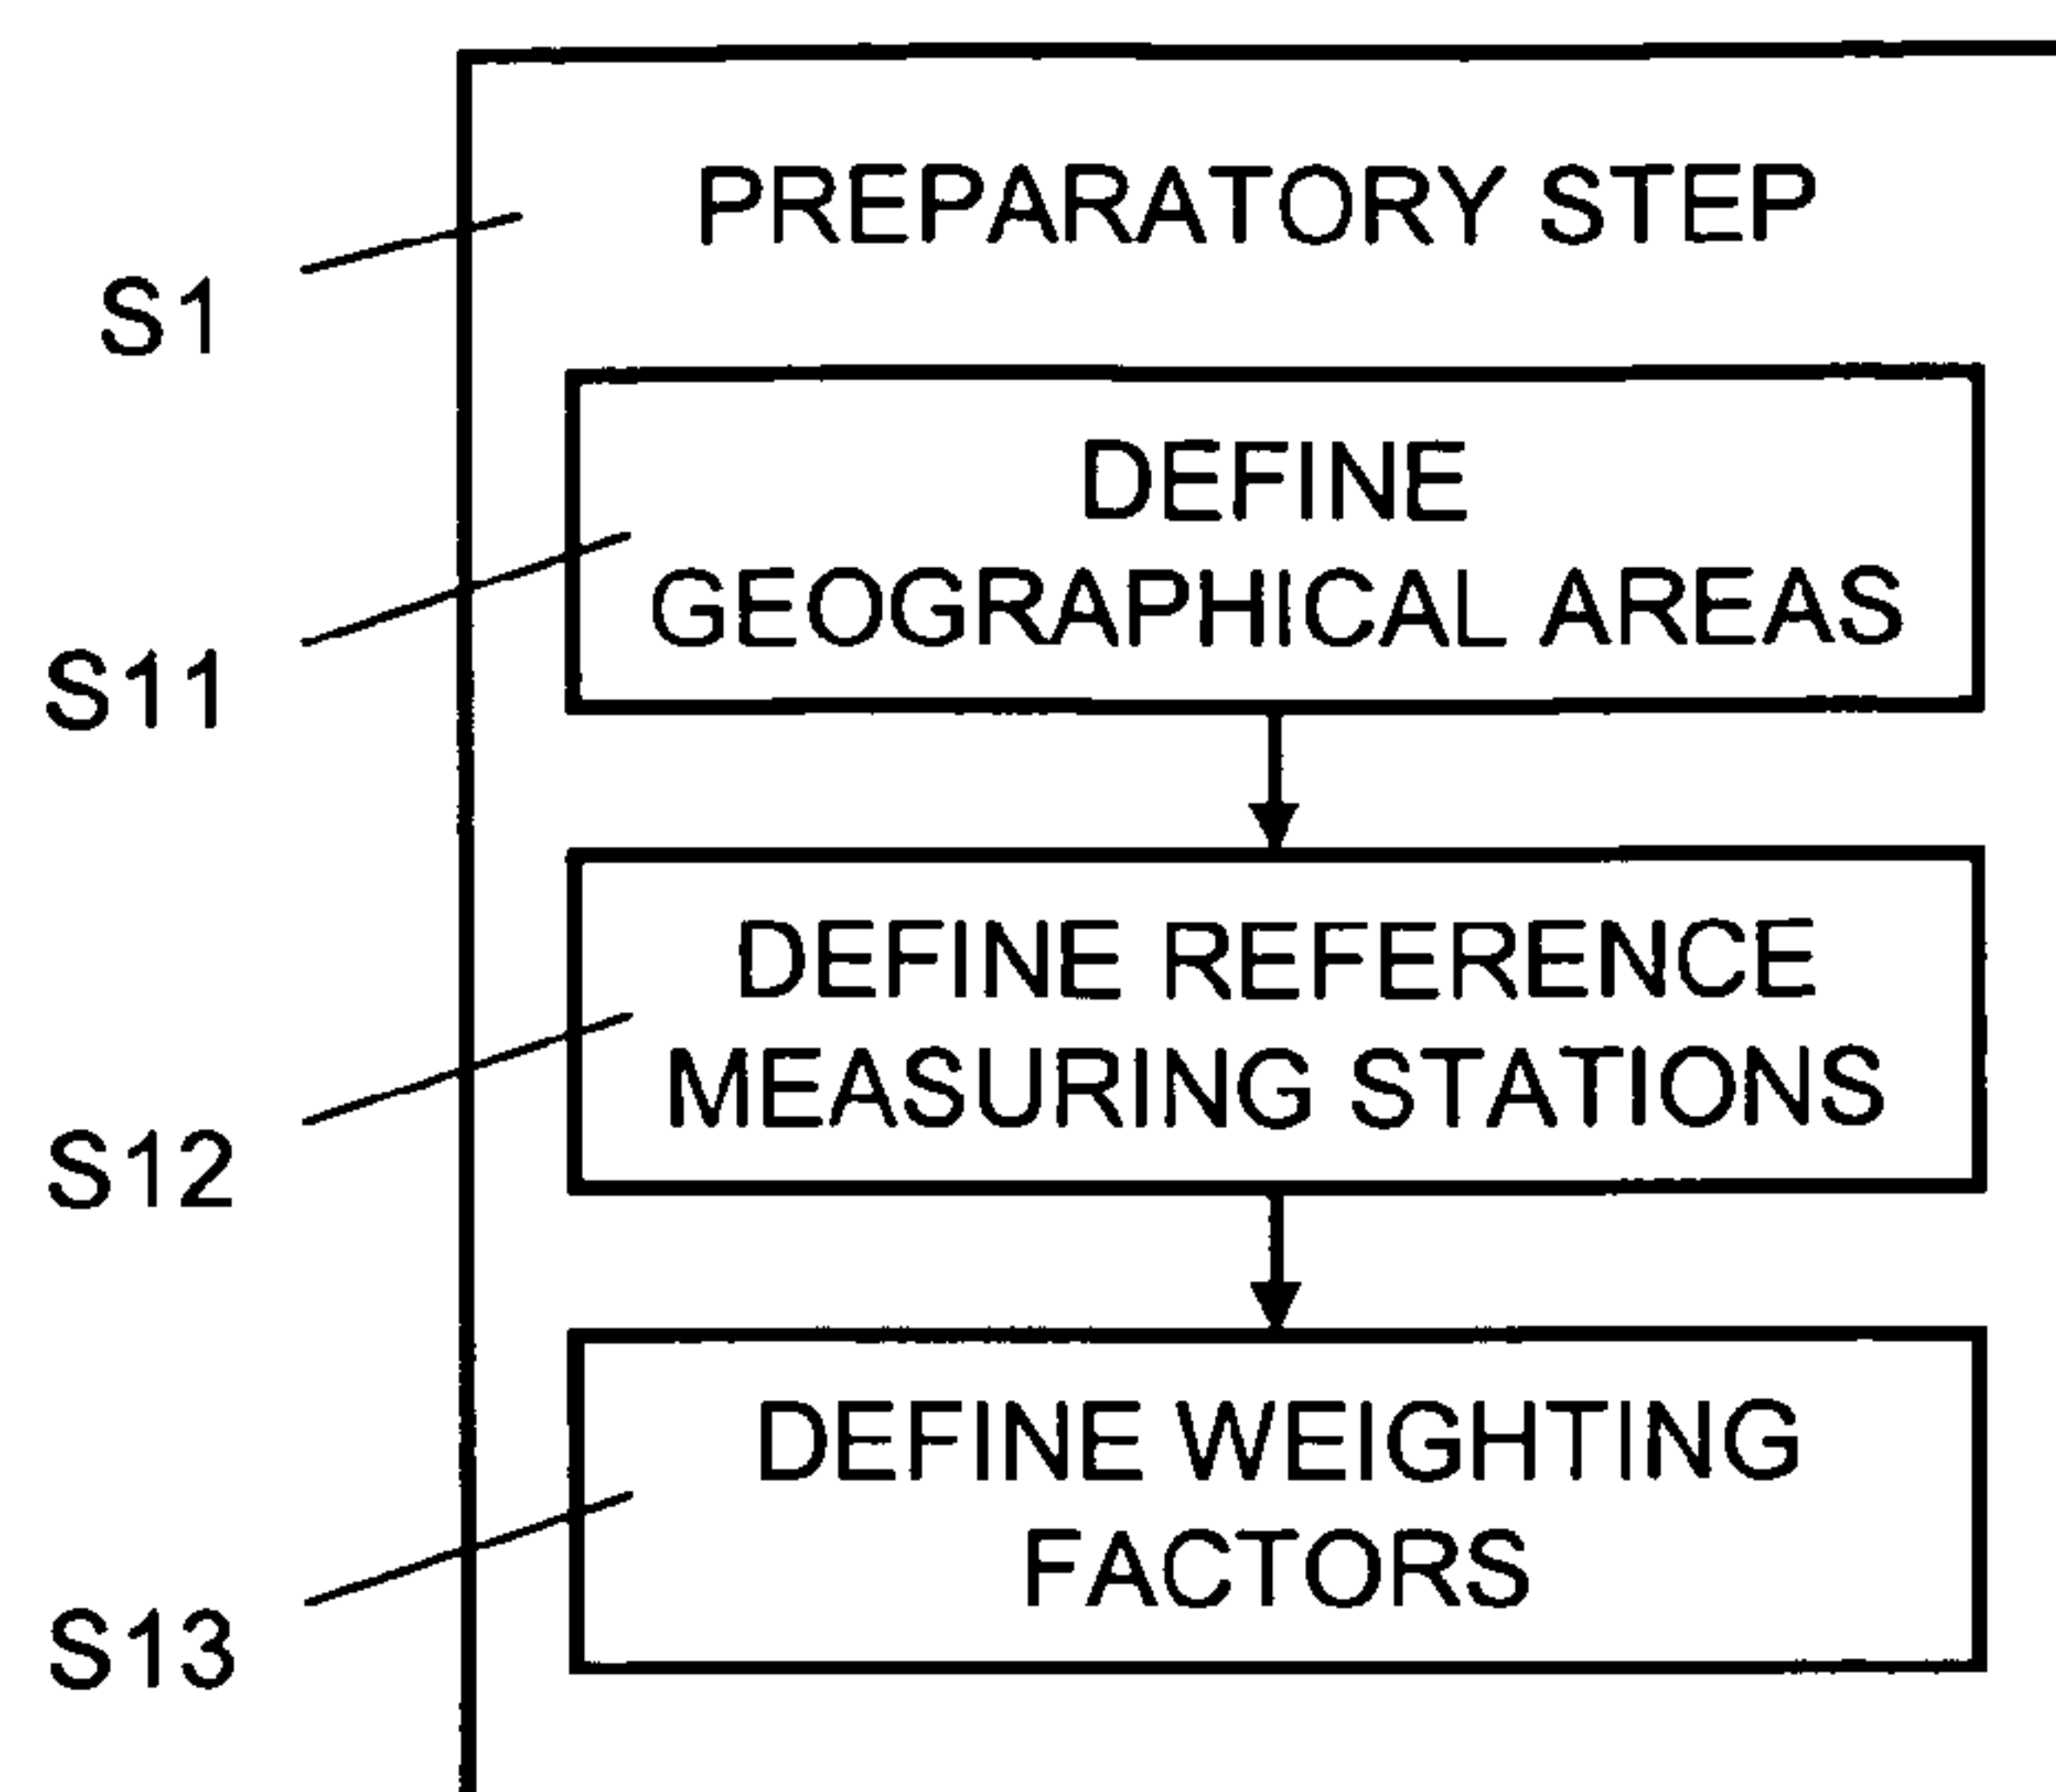 PREPARATORY STEP
S1
DEFINE
GEOGRAPHICAL AREAS
S11
DEFINE REFERENCE
MEASURING STATIONS
S12
DEFINE WEIGHTING
FACTORS
S13